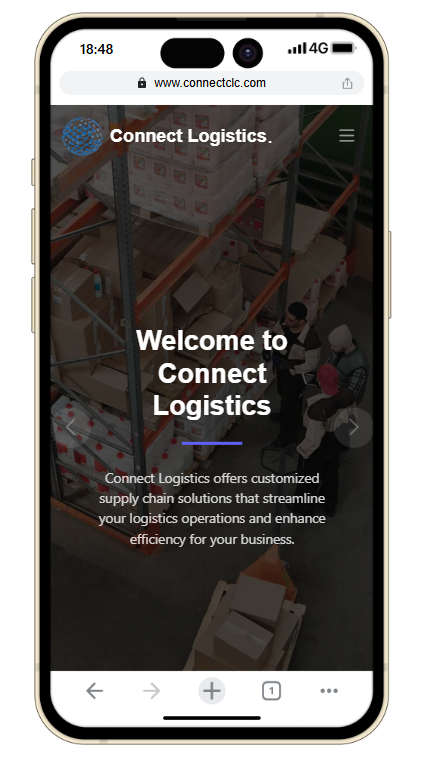 18:48
4G
www.connectclc.com
Connect Logistics.
Welcome to
Connect
Logistics
Connect Logistics offers customized
supply chain solutions that streamline
your logistics operations and enhance
efficiency for your business.
1